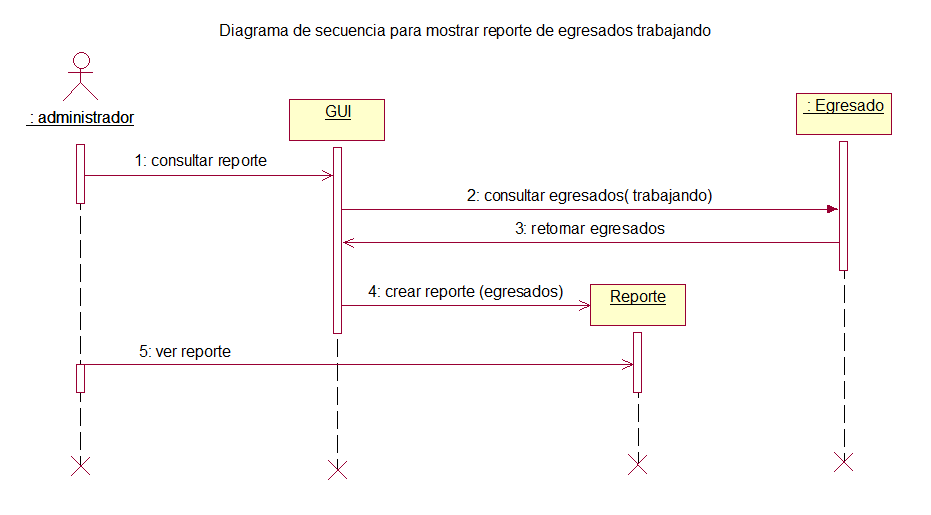 Diagrama de secuencia para mostrar reporte de egresados trabajando
: administrador
GUI
: Egresado
1: consultar reporte
2: consultar egresados( trabajando)
3: retornar egresados
4: crear reporte (egresados)
Reporte
5: ver reporte